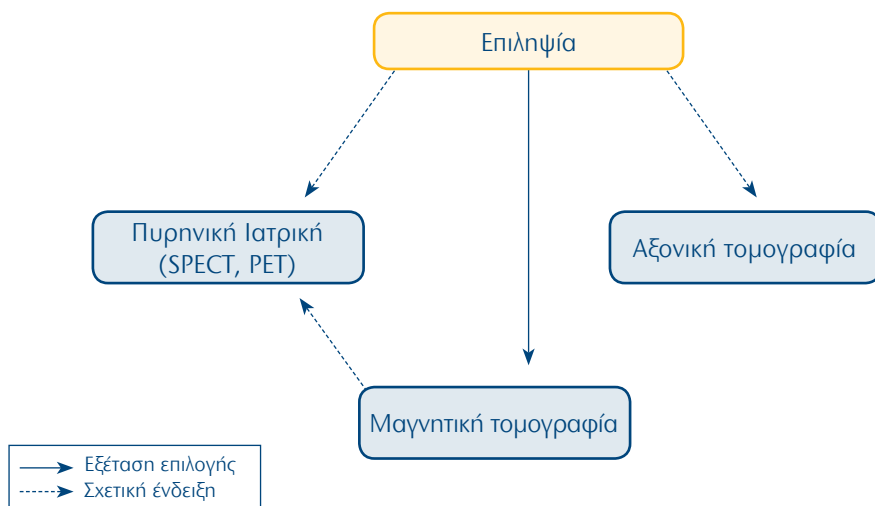 Επιληψία
Πυρηνική Ιατρική
(SPECT, PET)
Αξονική τομογραφία
Μαγνητική τομογραφία
Εξέταση επιλογής
Σχετική ένδειξη